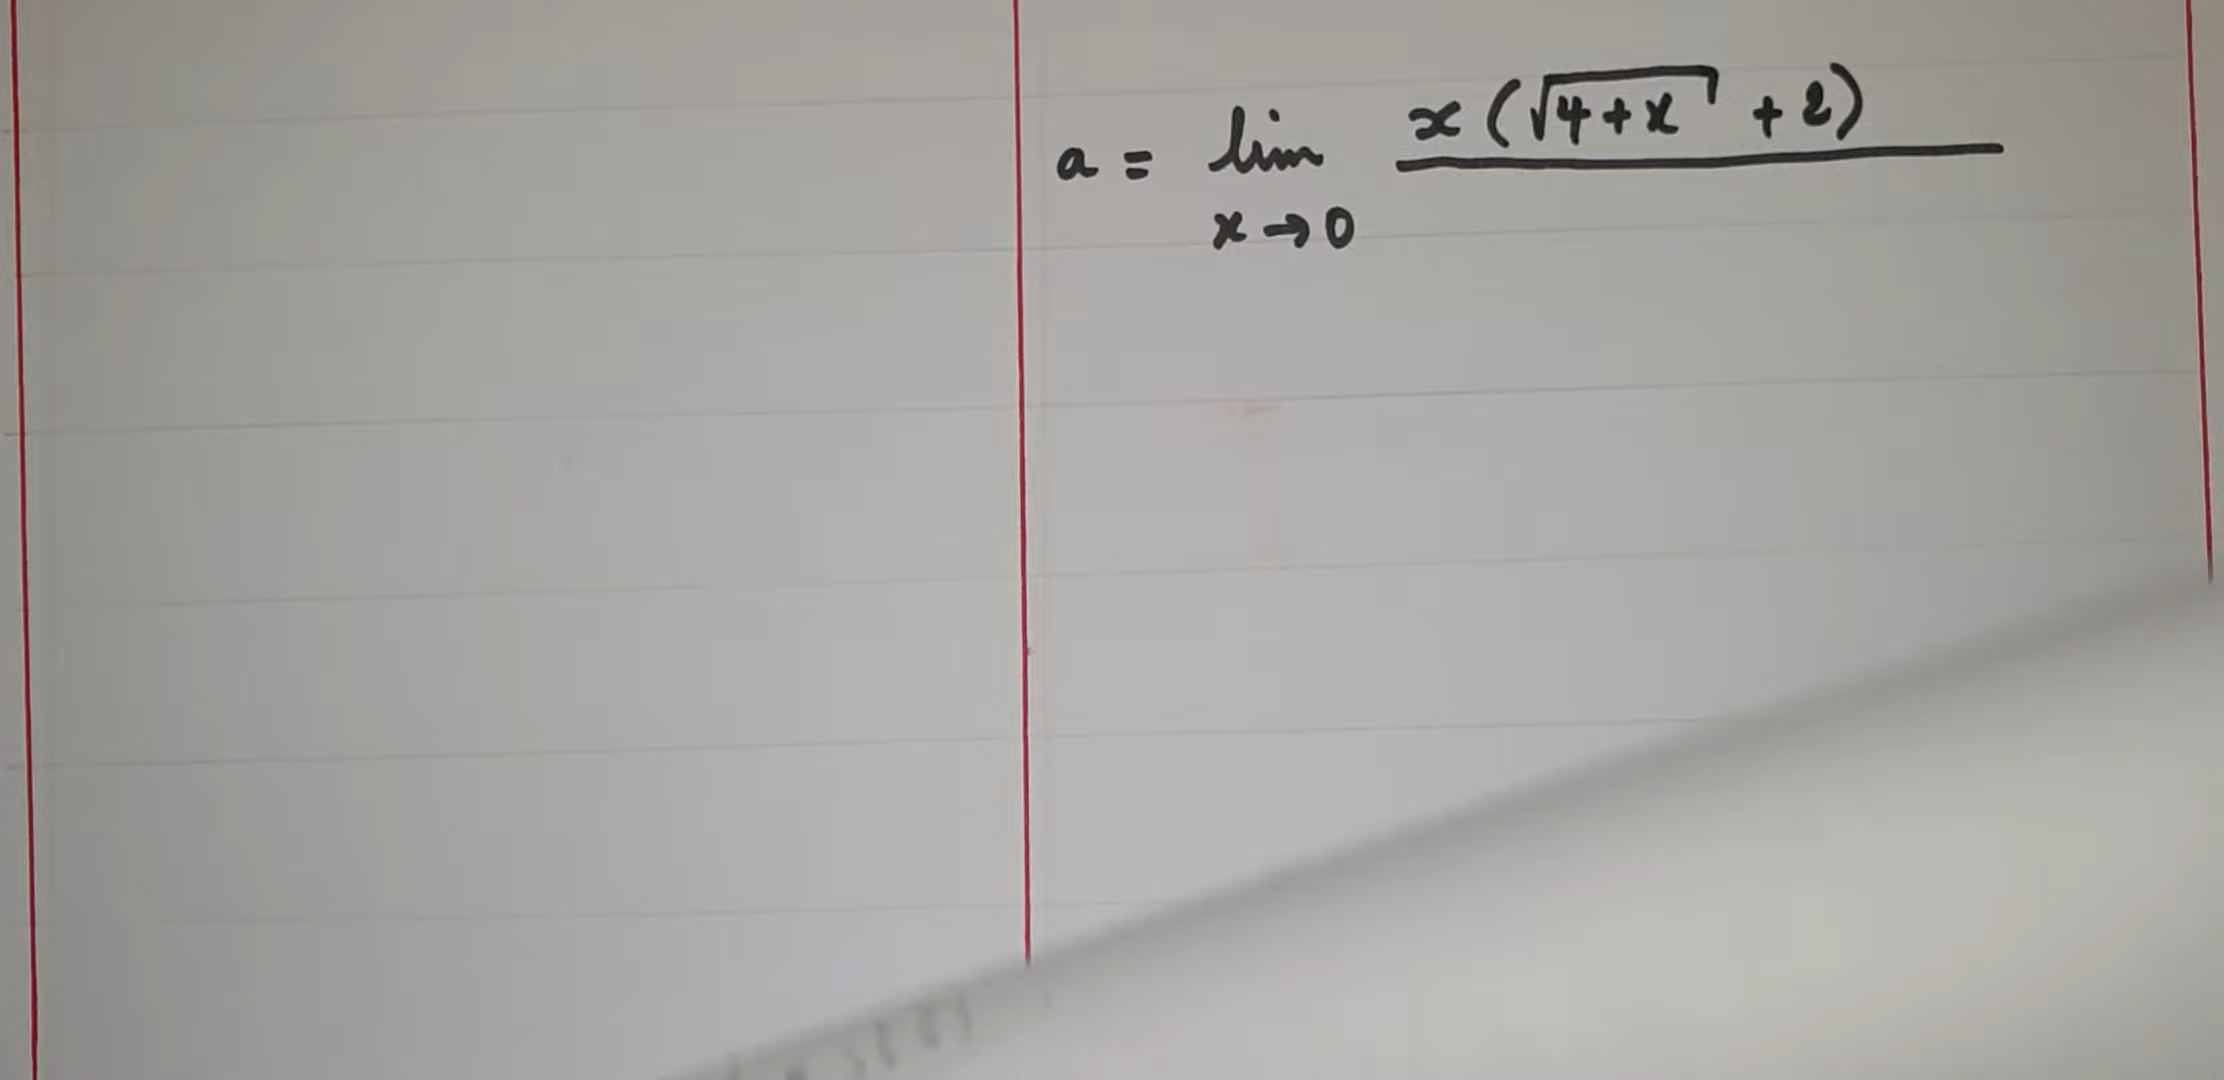 a = lim x(√4+x + 2)
x→0